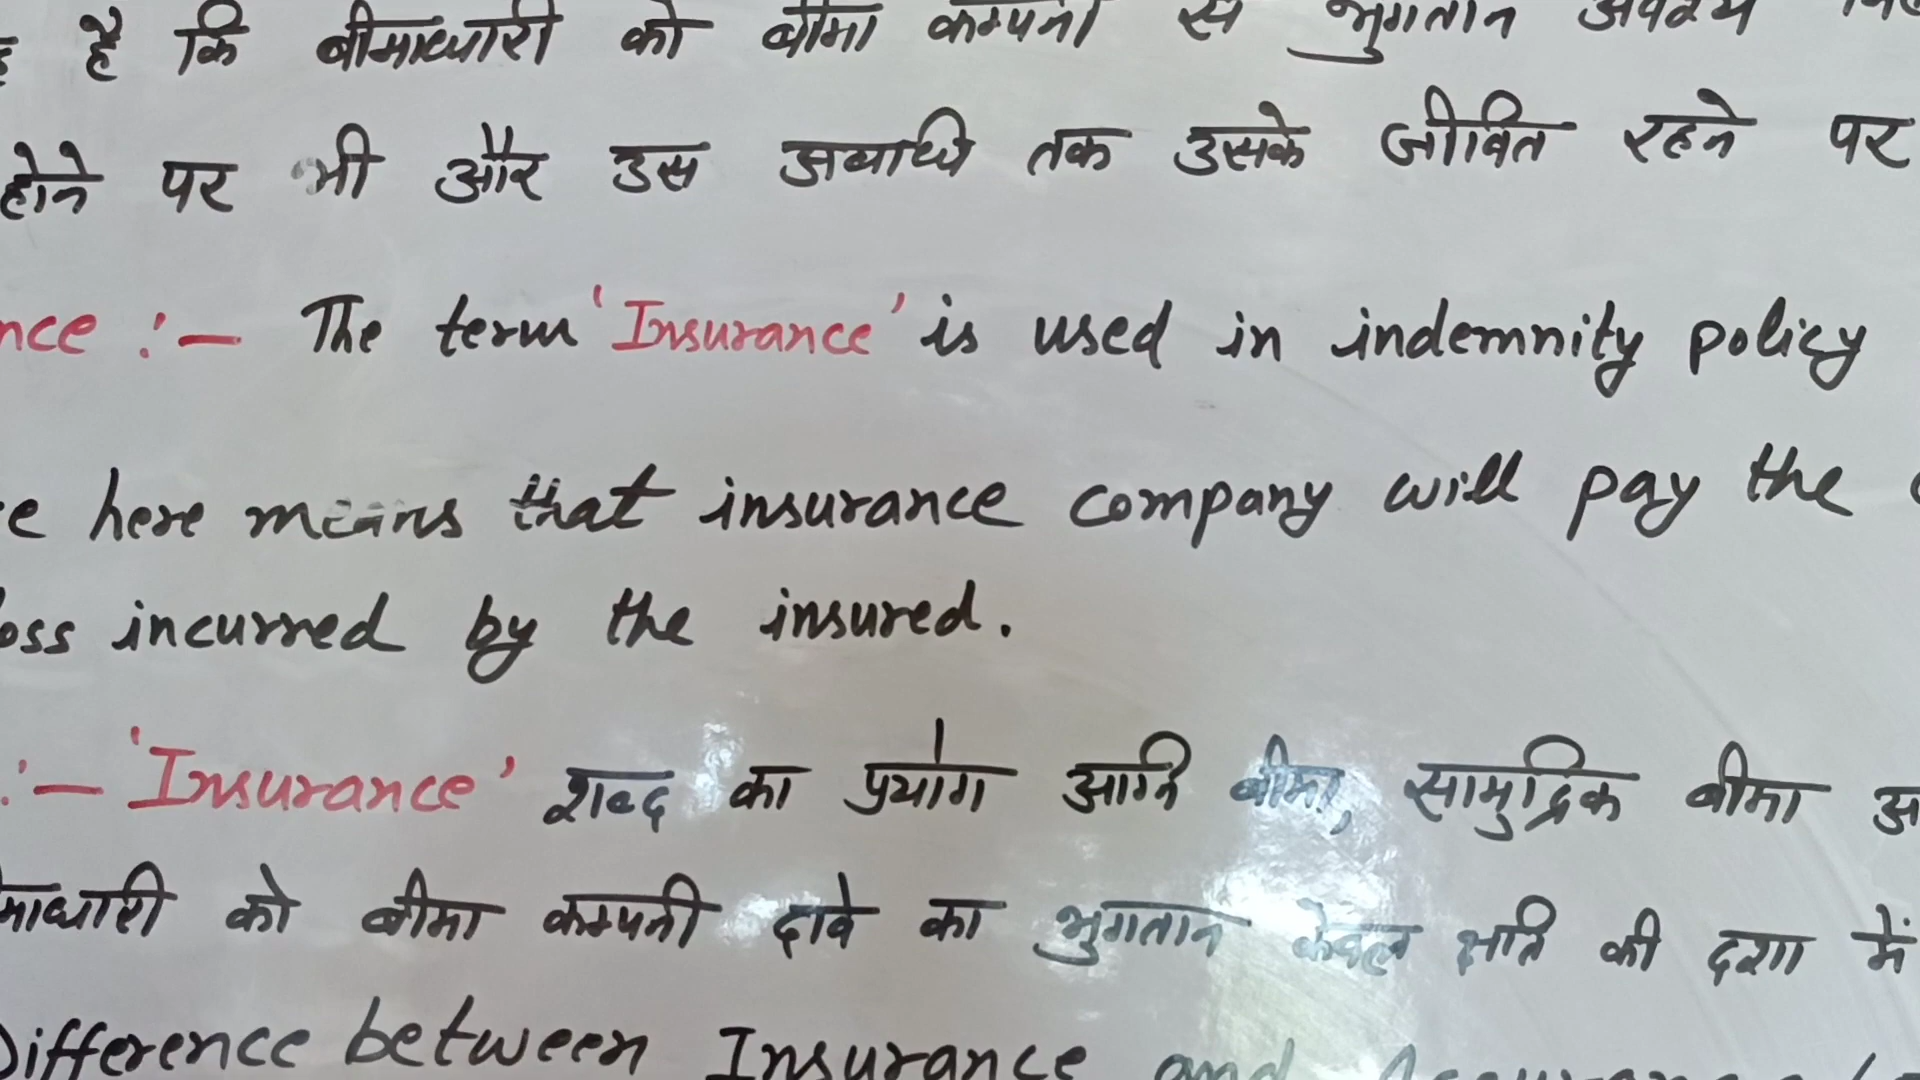 है कि बीमाधारी को बीमा कम्पनी से भुगतान अवश्य
होने पर भी और उस अवधि तक उसके जीवित रहने पर
nce :— The term 'Insurance' is used in indemnity policy
e here means that insurance company will pay the
oss incurred by the insured.
:— 'Insurance' शब्द का प्रयोग अग्नि बीमा, सामुद्रिक बीमा अ
माधारी को बीमा कम्पनी दावे का भुगतान केवल क्षति की दशा में
Difference between Insurance and Assurance